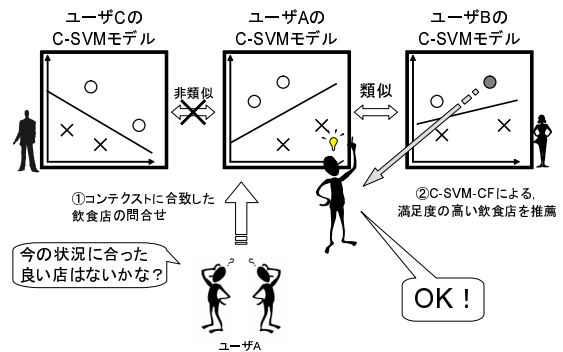 ユーザCの
C-SVMモデル
ユーザAの
C-SVMモデル
ユーザBの
C-SVMモデル
非類似
類似
①コンテクストに合致した
飲食店の問合せ
②C-SVM-CFによる,
満足度の高い飲食店を推薦
今の状況に合った
良い店はないかな？
OK！
ユーザA